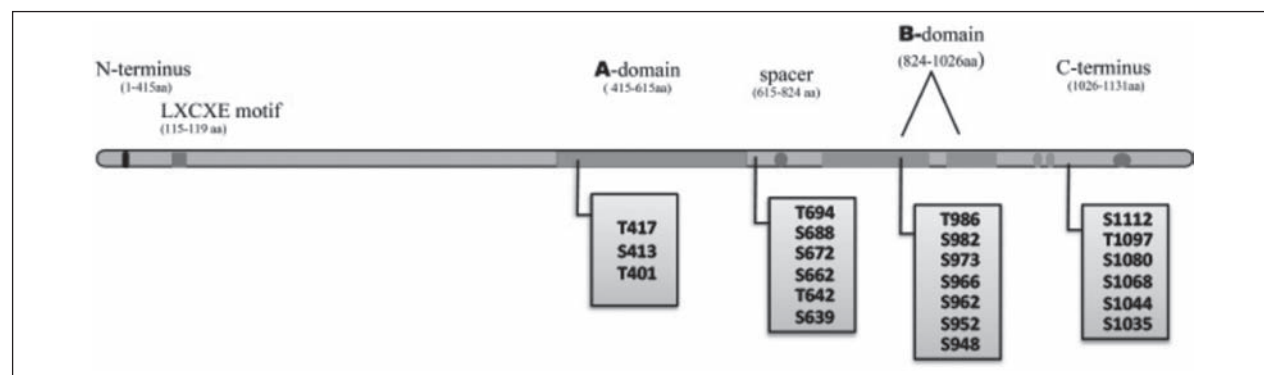 N-terminus
(1-415aa)
LXCXE motif
(115-119 aa)
A-domain
( 415-615aa)
spacer
(615-824 aa)
B-domain
(824-1026aa)
C-terminus
(1026-1131aa)
T417
S413
T401
T694
S688
S672
S662
T642
S639
T986
S982
S973
S966
S962
S952
S948
S1112
T1097
S1080
S1068
S1044
S1035